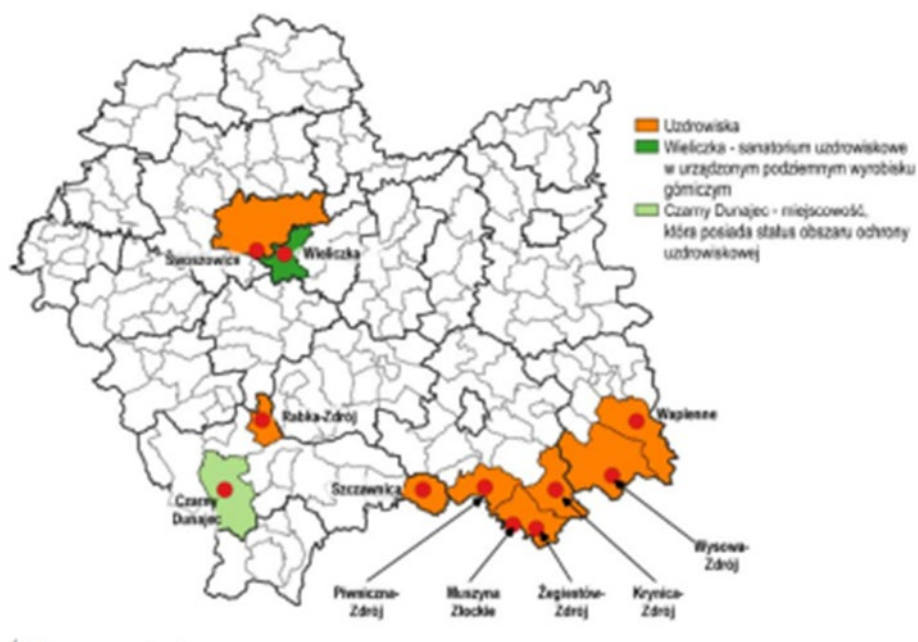 Uzdrowiska
Wieliczka - sanatorium uzdrowiskowe
w urządzonym podziemnym wyrobisku
górniczym
Czarny Dunajec - miejscowość,
która posiada status obszaru ochrony
uzdrowiskowej
Swoszowice
Wieliczka
Rabka-Zdrój
Wapienne
Szczawnica
Czarny
Dunajec
Wysowa-
Zdrój
Piwniczna-
Zdrój
Muszyna
Złockie
Żegiestów-
Zdrój
Krynica-
Zdrój